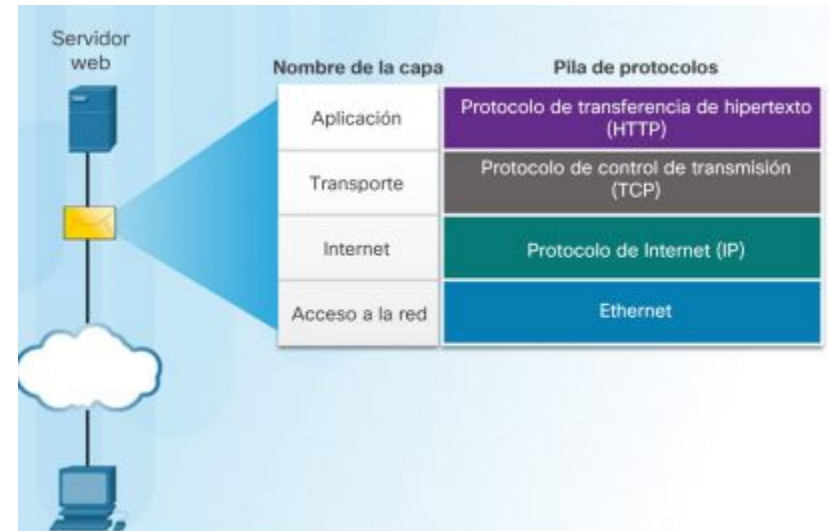 Servidor
web
Nombre de la capa
Pila de protocolos
Aplicación
Protocolo de transferencia de hipertexto
(HTTP)
Transporte
Protocolo de control de transmisión
(TCP)
Internet
Protocolo de Internet (IP)
Acceso a la red
Ethernet